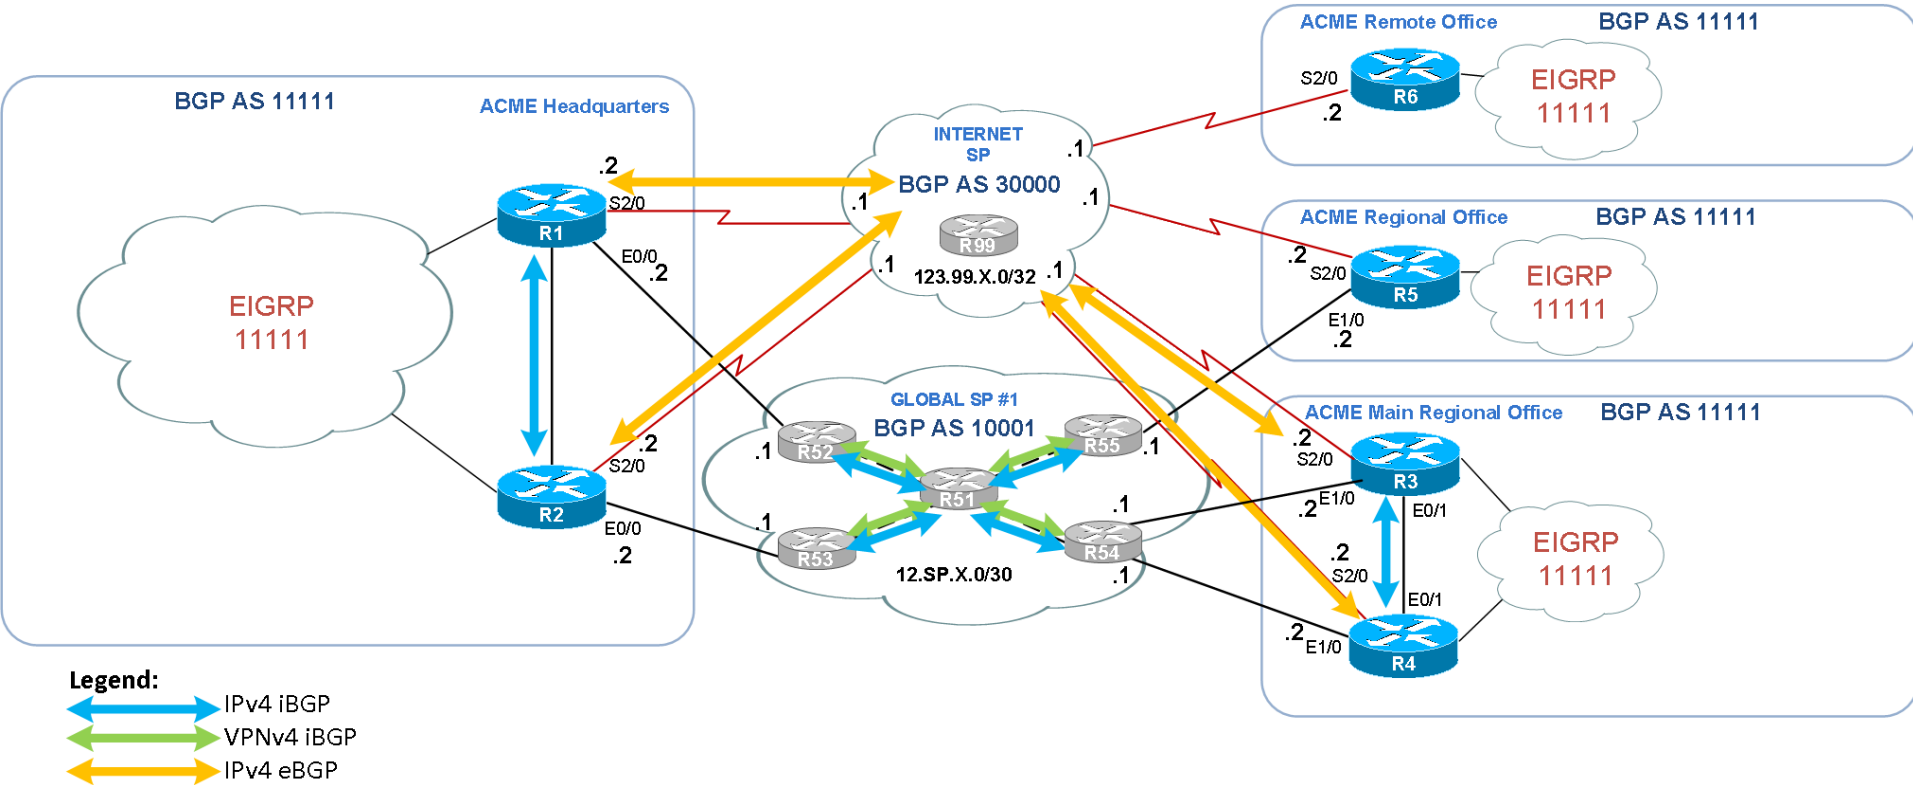 BGP AS 11111
ACME Headquarters
EIGRP
11111
R1
.2
S2/0
E0/0
.2
R2
.2
S2/0
E0/0
.2
INTERNET
SP
BGP AS 30000
R99
123.99.X.0/32
.1
.1
.1
.1
.1
GLOBAL SP #1
BGP AS 10001
R52
.1
R55
.1
R51
R53
.1
R54
.1
.1
12.SP.X.0/30
ACME Remote Office
BGP AS 11111
S2/0
.2
R6
EIGRP
11111
ACME Regional Office
BGP AS 11111
.2
S2/0
R5
E1/0
.2
EIGRP
11111
ACME Main Regional Office
BGP AS 11111
.2
S2/0
R3
E1/0
.2
E0/1
EIGRP
11111
.2
S2/0
E0/1
.2
E1/0
R4
Legend:
IPv4 iBGP
VPNv4 iBGP
IPv4 eBGP